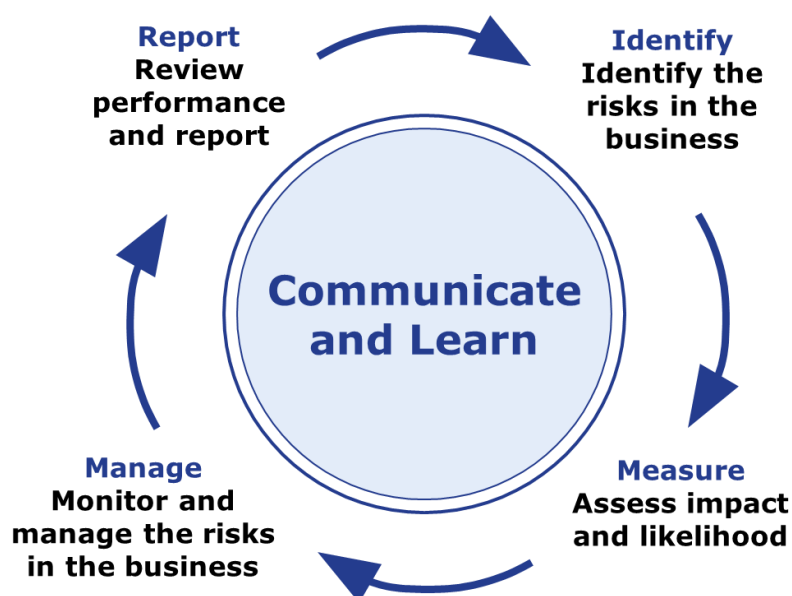 Report
Review
performance
and report
Identify
Identify the
risks in the
business
Communicate
and Learn
Manage
Monitor and
manage the risks
in the business
Measure
Assess impact
and likelihood